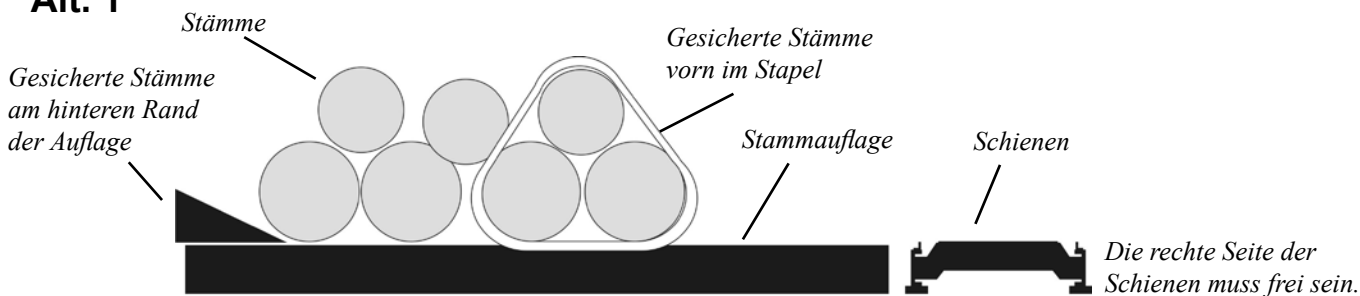 Alt. 1
Stämme
Gesicherte Stämme
am hinteren Rand
der Auflage
Gesicherte Stämme
vorn im Stapel
Stammauflage
Schienen
Die rechte Seite der
Schienen muss frei sein.